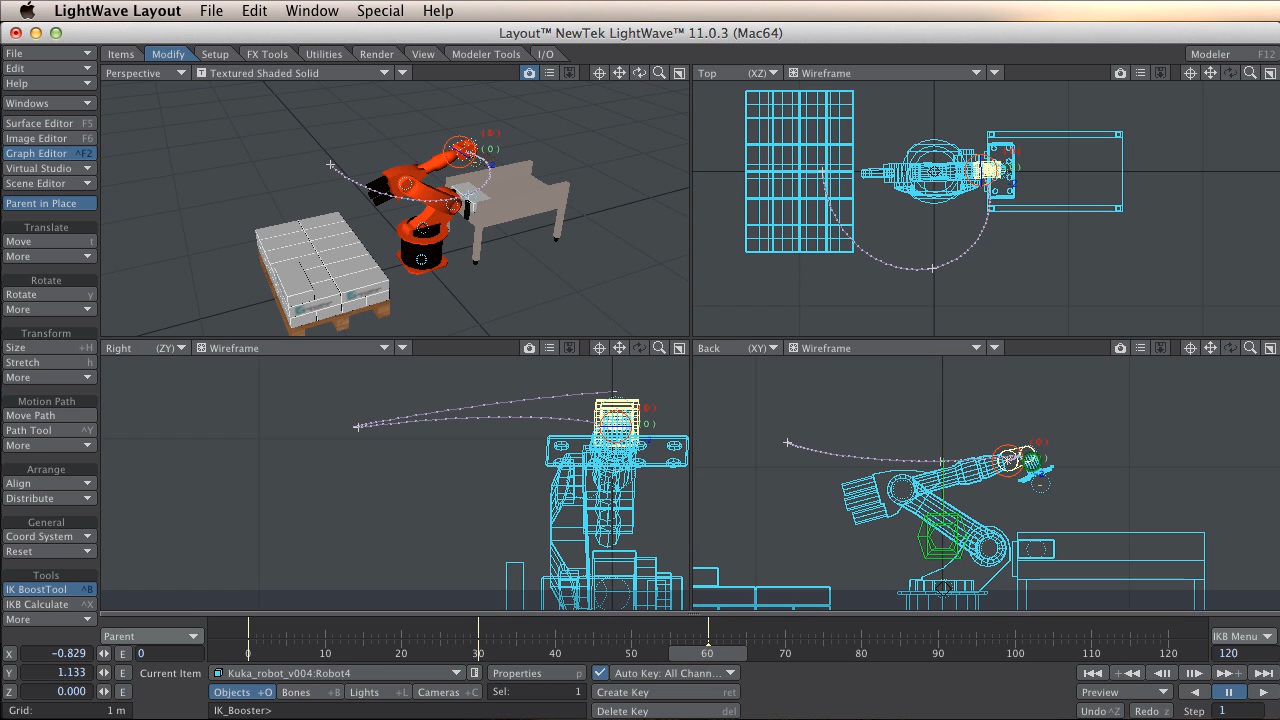 LightWave Layout File Edit Window Special Help
Layout™ NewTek LightWave™ 11.0.3 (Mac64)
File Items Modify Setup FX Tools Utilities Render View Modeler Tools I/O Modeler F12
Edit Perspective Textured Shaded Solid Top (XZ) Wireframe
Help
Windows
Surface Editor F5
Image Editor F6
Graph Editor ^F2
Virtual Studio
Scene Editor
Parent in Place
Translate
Move t
More
Rotate
Rotate y
More
Transform
Size +H
Right (ZY) Wireframe Back (XY) Wireframe
Stretch h
More
Motion Path
Move Path
Path Tool ^Y
More
Arrange
Align
Distribute
General
Coord System
Reset
Tools
IK BoostTool ^B
IKB Calculate ^X
More
Parent IKB Menu
X -0.829 E 0 0 10 20 30 40 50 60 70 80 90 100 110 120 120
Y 1.133 E Current Item Kuka_robot_v004:Robot4 Properties p Auto Key: All Chann...
Z 0.000 E Objects +O Bones +B Lights +L Cameras +C Sel: 1 Create Key ret Preview
Grid: 1 m IK_Booster> Delete Key del Undo ^Z Redo z Step 1